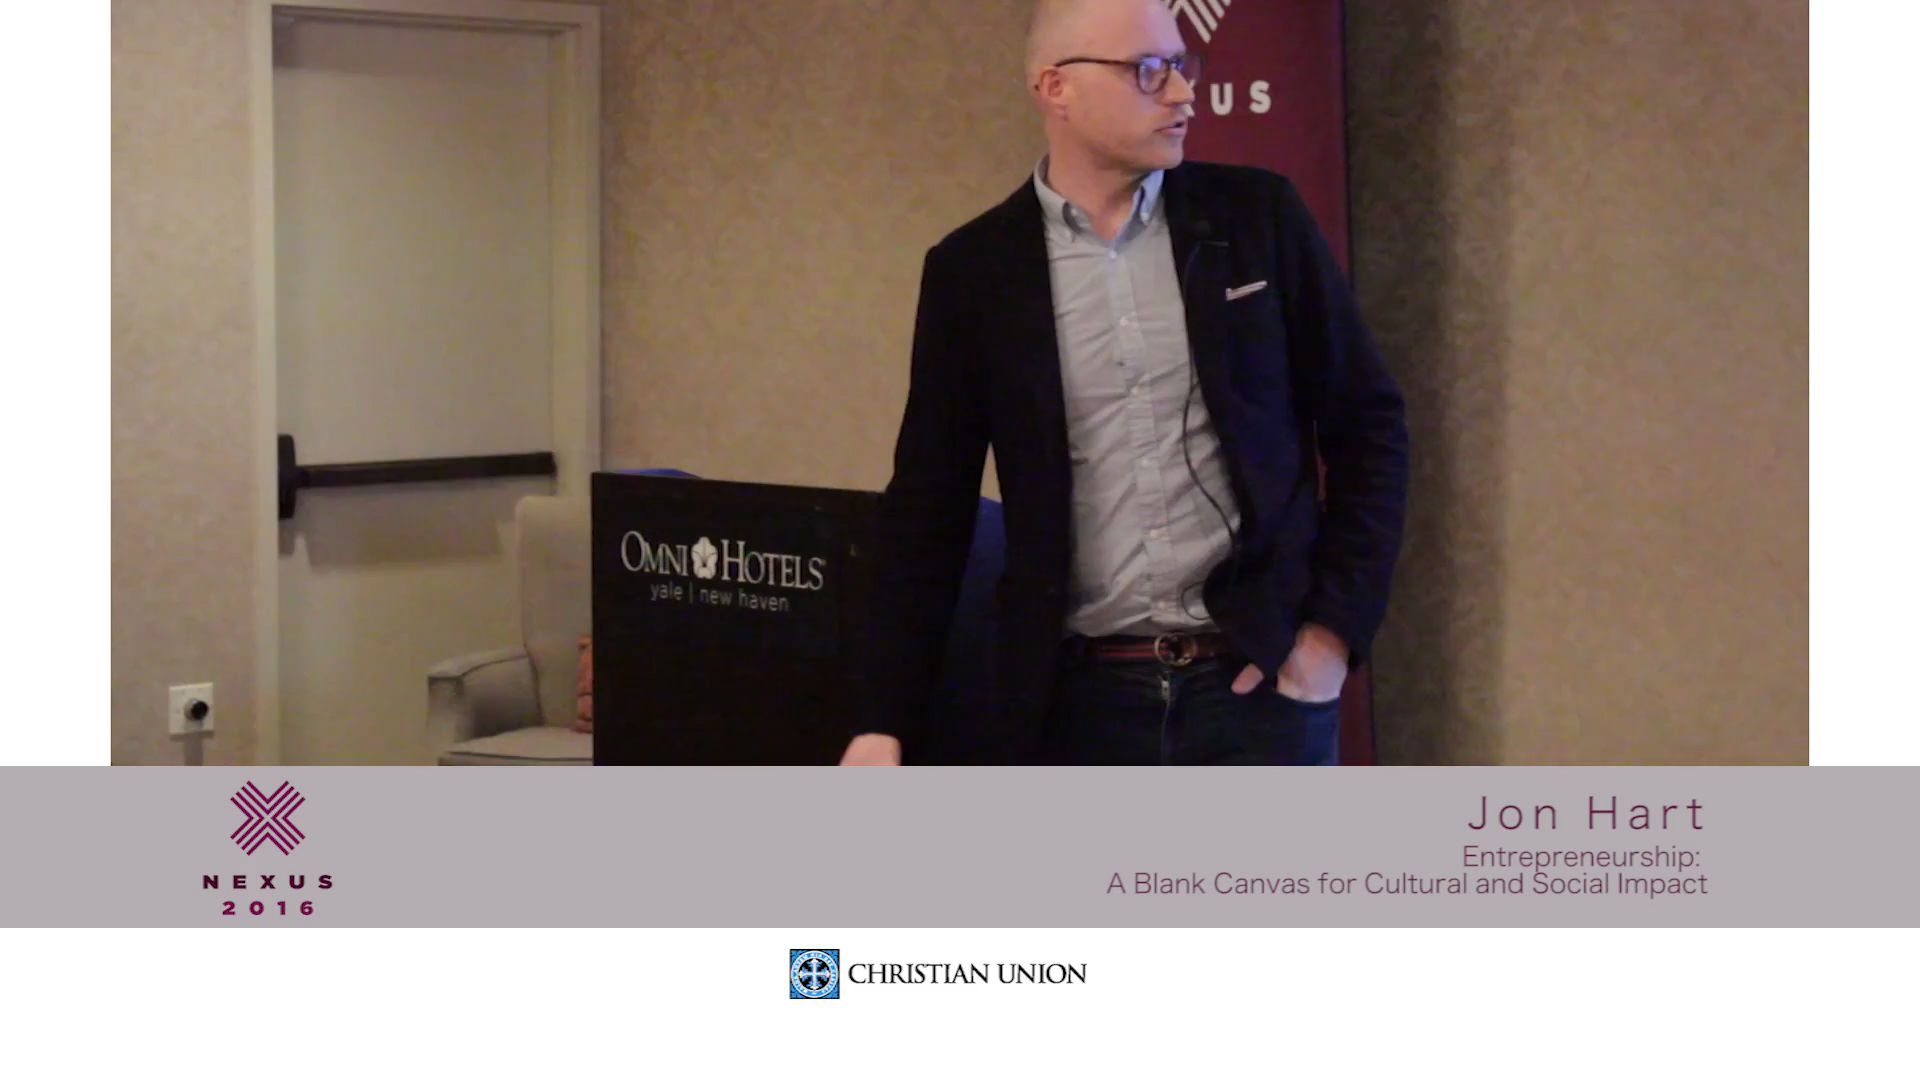 US
OMNI HOTELS
yale | new haven
NEXUS
2016
Jon Hart
Entrepreneurship:
A Blank Canvas for Cultural and Social Impact
CHRISTIAN UNION